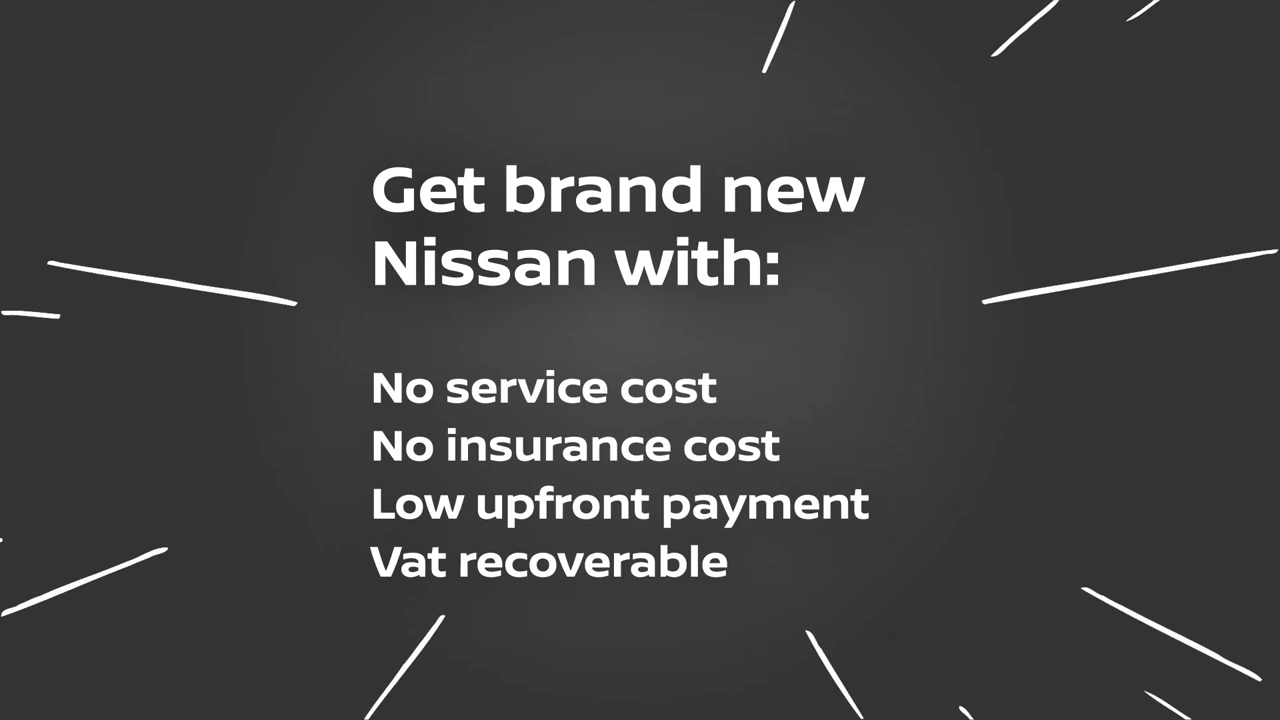 Get brand new
Nissan with:
No service cost
No insurance cost
Low upfront payment
Vat recoverable